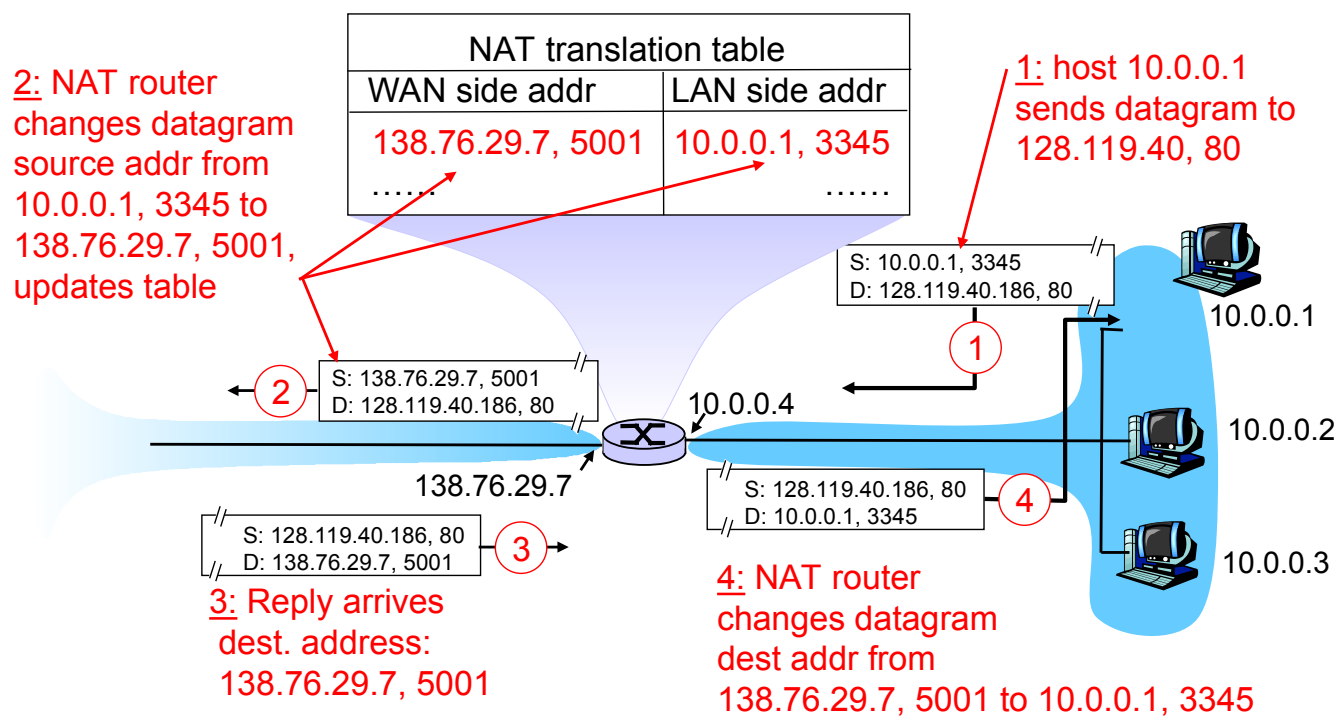 NAT translation table
WAN side addr LAN side addr
138.76.29.7, 5001 10.0.0.1, 3345
…… ……
2: NAT router
changes datagram
source addr from
10.0.0.1, 3345 to
138.76.29.7, 5001,
updates table
1: host 10.0.0.1
sends datagram to
128.119.40, 80
S: 10.0.0.1, 3345
D: 128.119.40.186, 80
1
10.0.0.1
2
S: 138.76.29.7, 5001
D: 128.119.40.186, 80
10.0.0.4
10.0.0.2
138.76.29.7
S: 128.119.40.186, 80
D: 10.0.0.1, 3345
4
S: 128.119.40.186, 80
D: 138.76.29.7, 5001
3
10.0.0.3
3: Reply arrives
dest. address:
138.76.29.7, 5001
4: NAT router
changes datagram
dest addr from
138.76.29.7, 5001 to 10.0.0.1, 3345